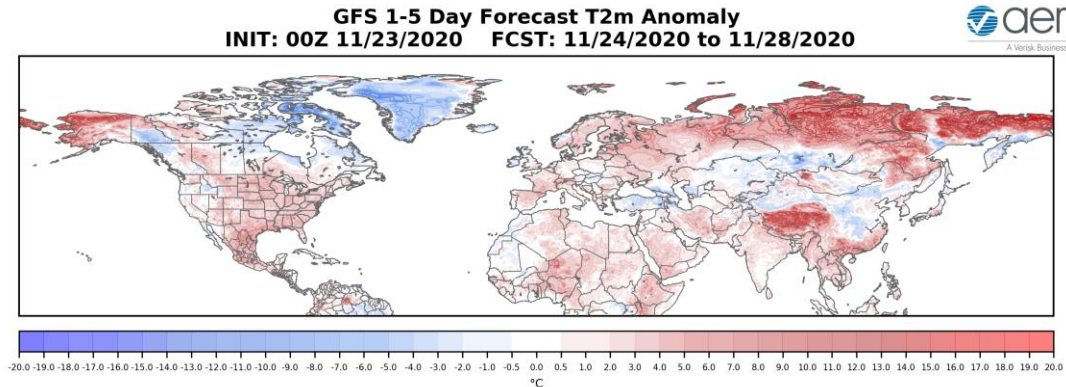 GFS 1-5 Day Forecast T2m Anomaly
INIT: 00Z 11/23/2020 FCST: 11/24/2020 to 11/28/2020
aer
A Verisk Business
-20.0 -19.0 -18.0 -17.0 -16.0 -15.0 -14.0 -13.0 -12.0 -11.0 -10.0 -9.0 -8.0 -7.0 -6.0 -5.0 -4.0 -3.0 -2.0 -1.0 -0.5 0.0 0.5 1.0 2.0 3.0 4.0 5.0 6.0 7.0 8.0 9.0 10.0 11.0 12.0 13.0 14.0 15.0 16.0 17.0 18.0 19.0 20.0
°C